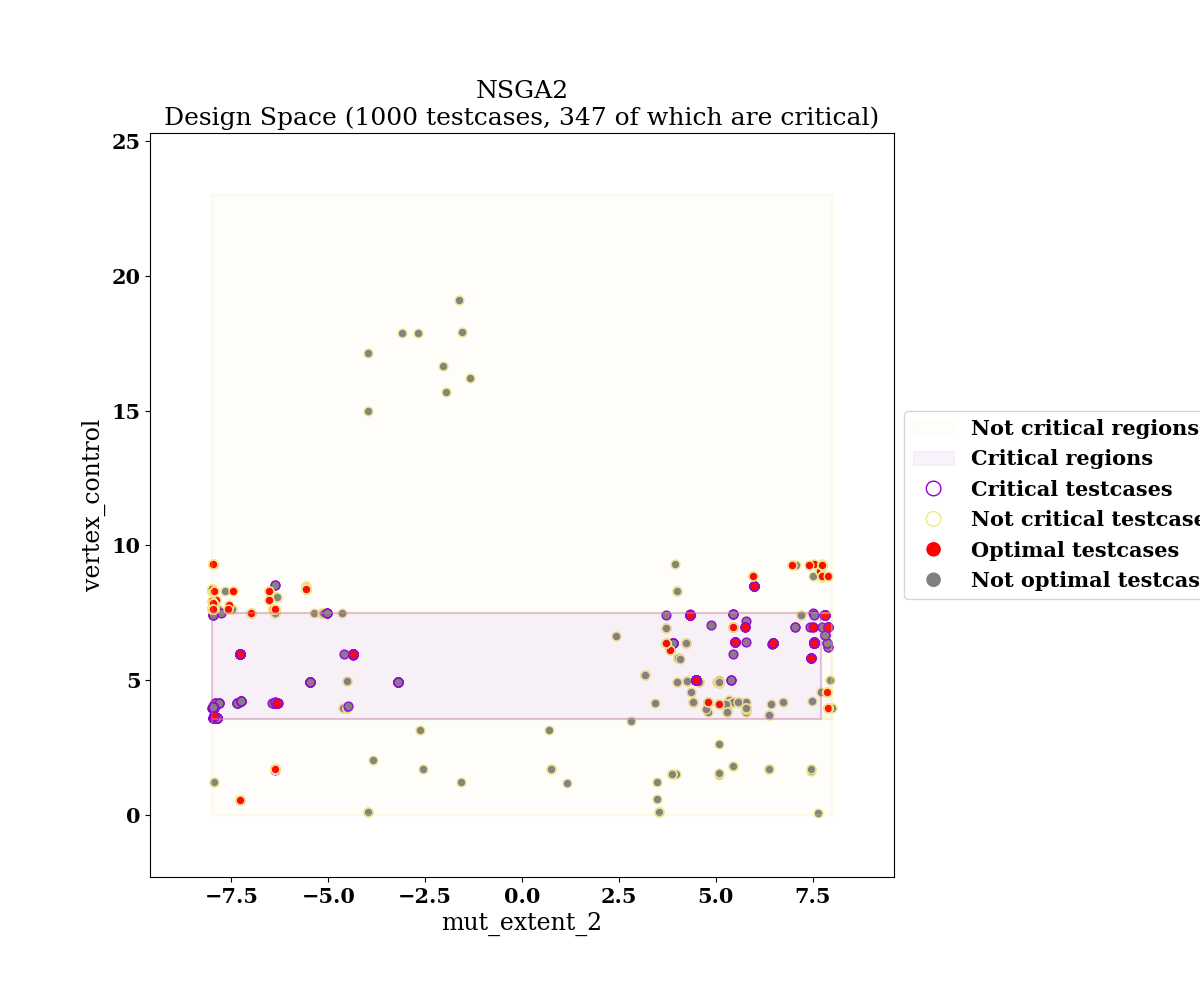 NSGA2
Design Space (1000 testcases, 347 of which are critical)
25
20
15
10
5
0
vertex_control
−7.5
−5.0
−2.5
0.0
2.5
5.0
7.5
mut_extent_2
Not critical regions
Critical regions
Critical testcases
Not critical testcase
Optimal testcases
Not optimal testcas